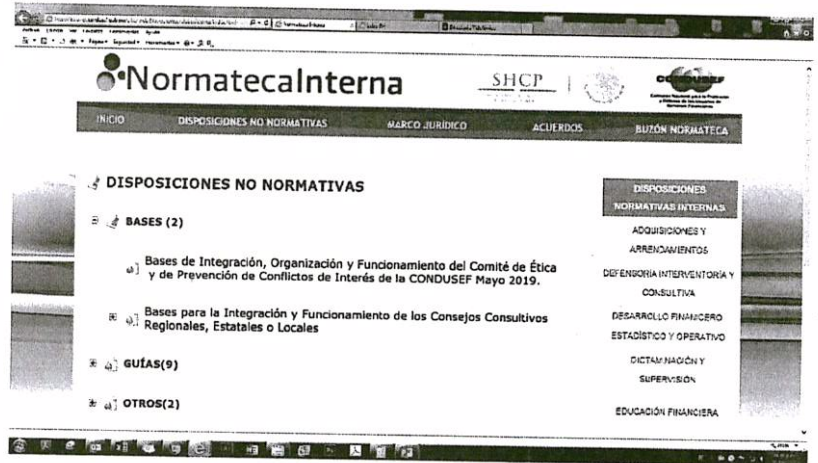 NormatecaInterna
SHCP
CONDUSEF
INICIO
DISPOSICIONES NO NORMATIVAS
MARCO JURÍDICO
ACUERDOS
BUZÓN NORMATECA
DISPOSICIONES NO NORMATIVAS
BASES (2)
Bases de Integración, Organización y Funcionamiento del Comité de Ética
y de Prevención de Conflictos de Interés de la CONDUSEF Mayo 2019.
Bases para la Integración y Funcionamiento de los Consejos Consultivos
Regionales, Estatales o Locales
GUÍAS(9)
OTROS(2)
DISPOSICIONES
NORMATIVAS INTERNAS
ADQUISICIONES Y
ARRENDAMIENTOS
DEFENSORÍA INTERVENTORÍA Y
CONSULTIVA
DESARROLLO FINANCIERO
ESTADÍSTICO Y OPERATIVO
DICTAMINACIÓN Y
SUPERVISIÓN
EDUCACIÓN FINANCIERA